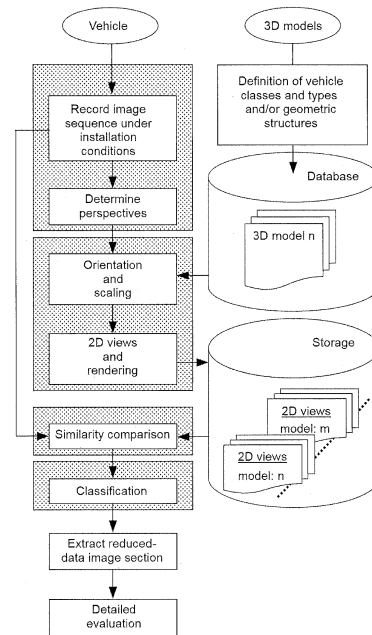 Vehicle
3D models
Record image
sequence under
installation
conditions
Definition of vehicle
classes and types
and/or geometric
structures
Database
Determine
perspectives
3D model n
Orientation
and
scaling
2D views
and
rendering
Storage
2D views
model: m
2D views
model: n
Similarity comparison
Classification
Extract reduced-
data image section
Detailed
evaluation